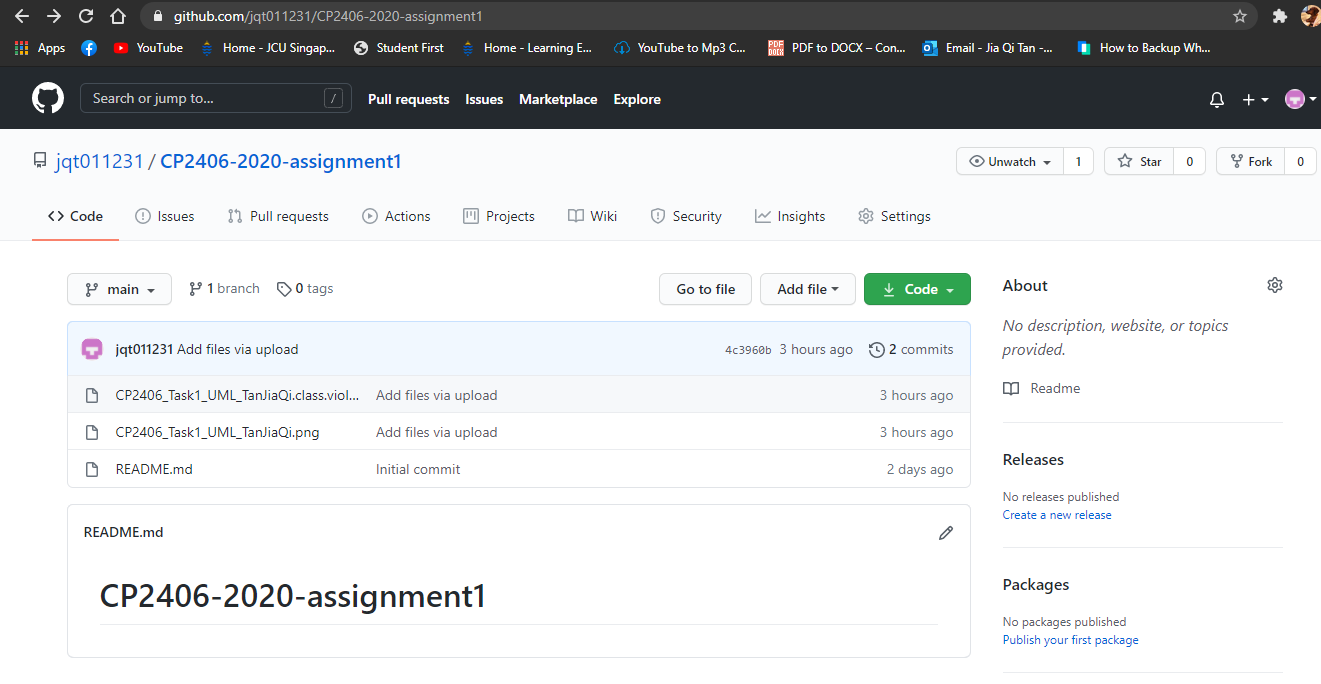 github.com/jqt011231/CP2406-2020-assignment1
Apps YouTube Home - JCU Singap... Student First Home - Learning E... YouTube to Mp3 C... PDF DOCX PDF to DOCX – Con... Email - Jia Qi Tan -... How to Backup Wh...
Search or jump to... / Pull requests Issues Marketplace Explore
jqt011231 / CP2406-2020-assignment1 Unwatch 1 Star 0 Fork 0
Code Issues Pull requests Actions Projects Wiki Security Insights Settings
main 1 branch 0 tags Go to file Add file Code
jqt011231 Add files via upload 4c3960b 3 hours ago 2 commits
CP2406_Task1_UML_TanJiaQi.class.viol... Add files via upload 3 hours ago
CP2406_Task1_UML_TanJiaQi.png Add files via upload 3 hours ago
README.md Initial commit 2 days ago
README.md
CP2406-2020-assignment1
About
No description, website, or topics
provided.
Readme
Releases
No releases published
Create a new release
Packages
No packages published
Publish your first package